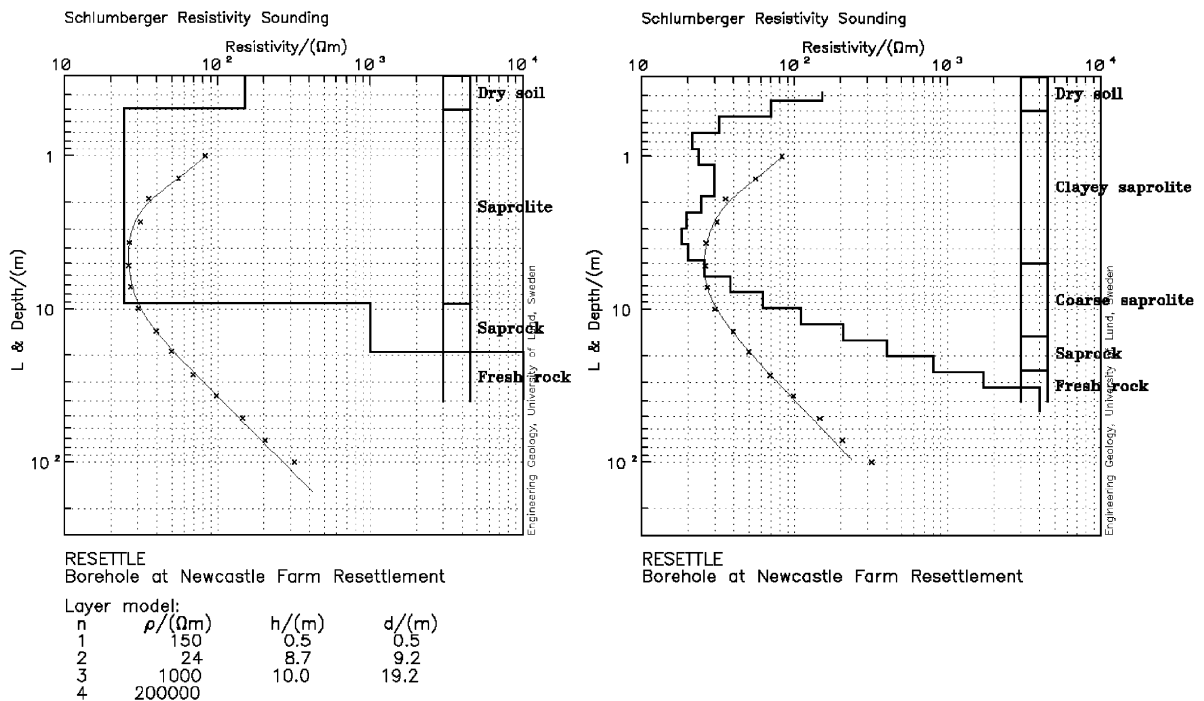 Schlumberger Resistivity Sounding
Resistivity/(Ωm)
10 10² 10³ 10⁴
Dry soil
1
Saprolite
L & Depth/(m)
10
Saprock
Fresh rock
10²
Engineering Geology, University of Lund, Sweden
RESETTLE
Borehole at Newcastle Farm Resettlement
Layer model:
n ρ/(Ωm) h/(m) d/(m)
1 150 0.5 0.5
2 24 8.7 9.2
3 1000 10.0 19.2
4 200000
Schlumberger Resistivity Sounding
Resistivity/(Ωm)
10 10² 10³ 10⁴
Dry soil
1
Clayey saprolite
L & Depth/(m)
10
Coarse saprolite
Saprock
Fresh rock
10²
Engineering Geology, University of Lund, Sweden
RESETTLE
Borehole at Newcastle Farm Resettlement